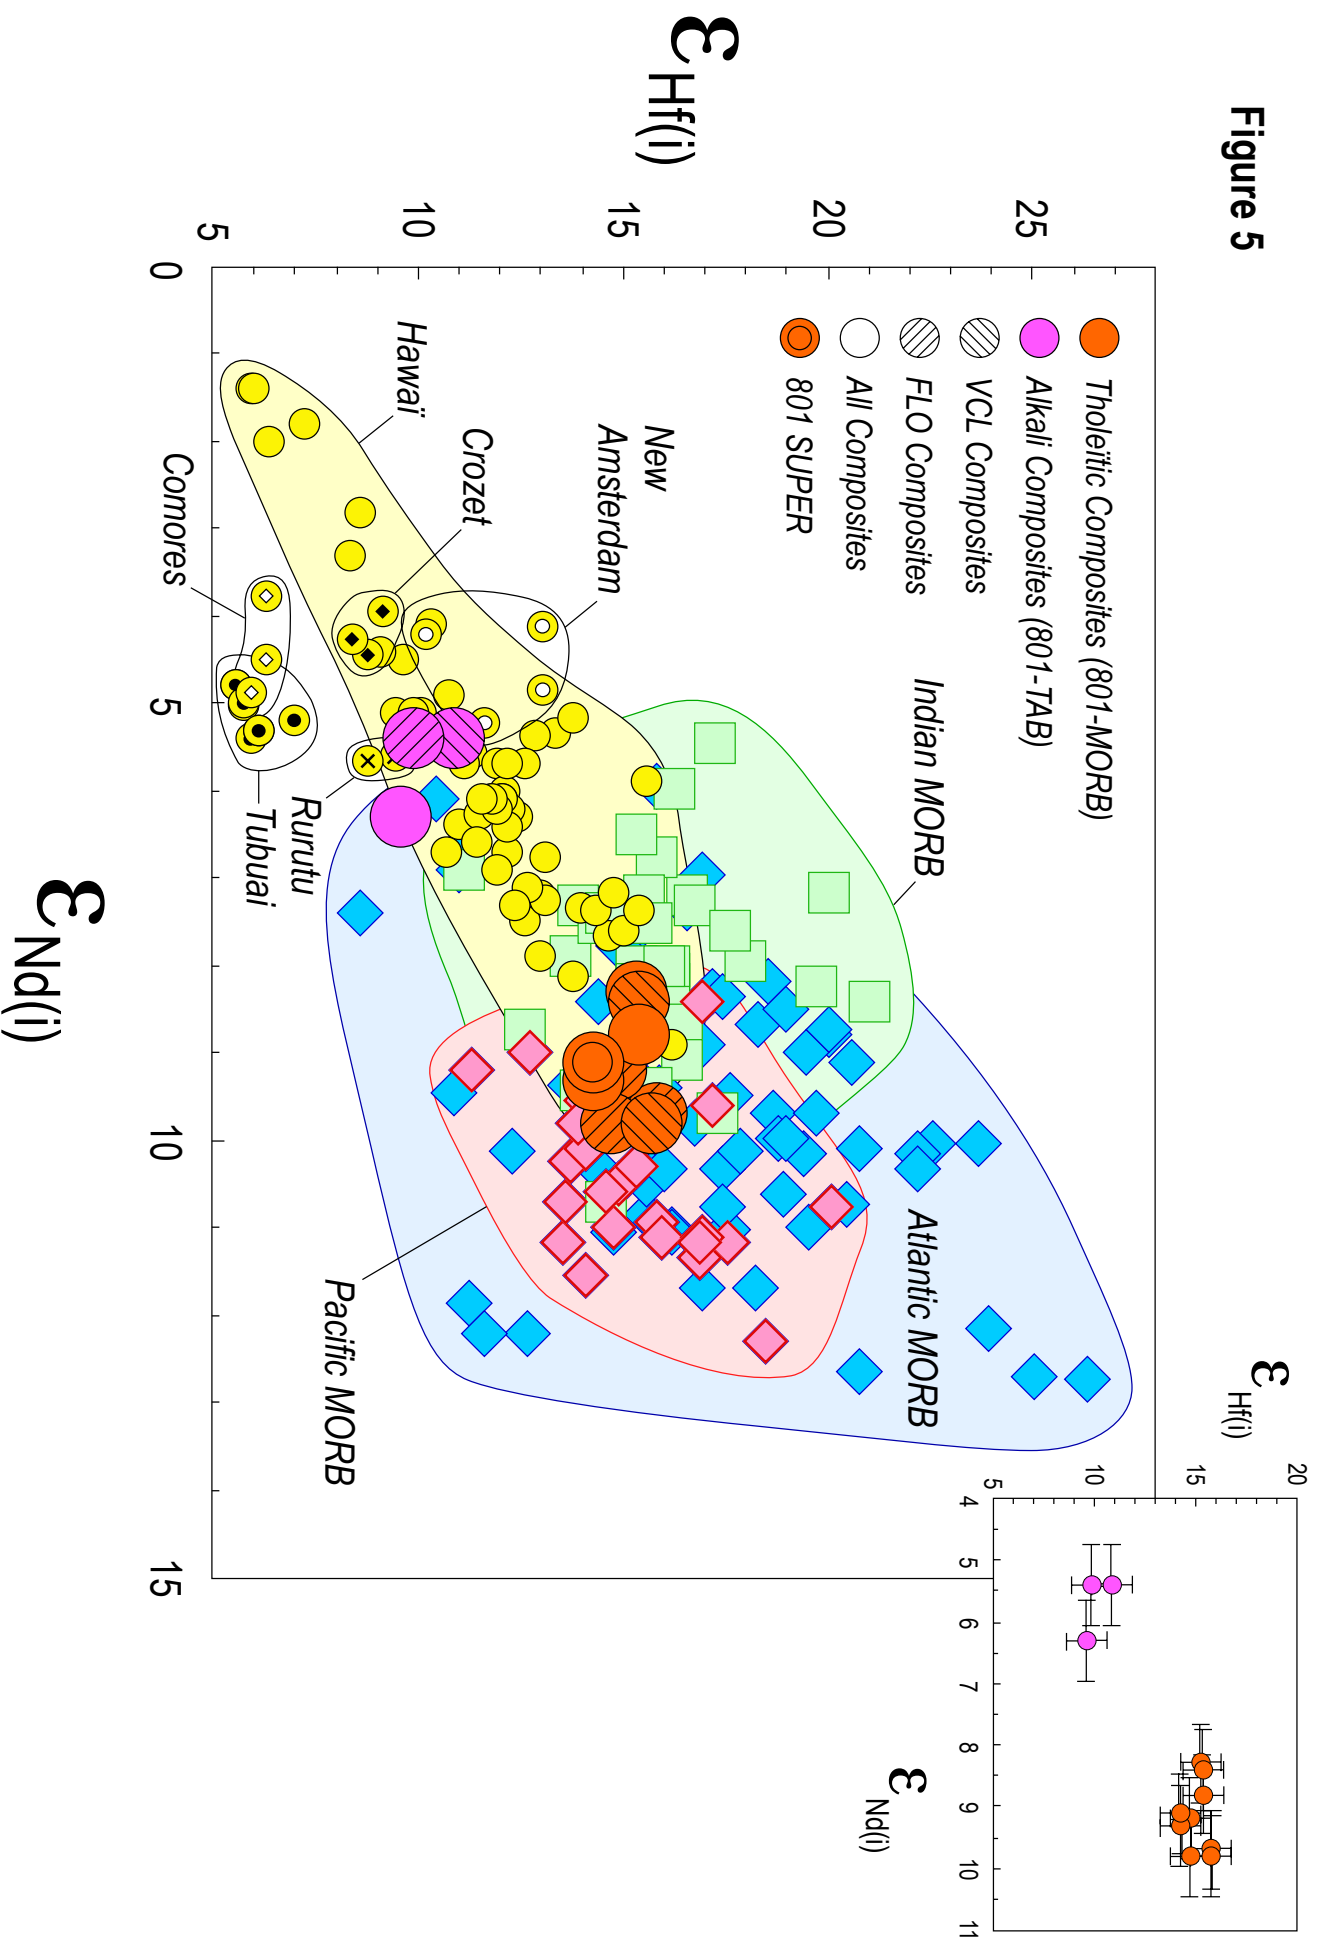 Figure 5
εHf(i)
25
20
15
10
5
0
5
10
15
εNd(i)
Tholeïitic Composites (801-MORB)
Alkali Composites (801-TAB)
VCL Composites
FLO Composites
All Composites
801 SUPER
Indian MORB
Atlantic MORB
Pacific MORB
New
Amsterdam
Crozet
Hawaï
Comores
Rurutu
Tubuai
εHf(i)
20
15
10
5
4
5
6
7
8
9
10
11
εNd(i)